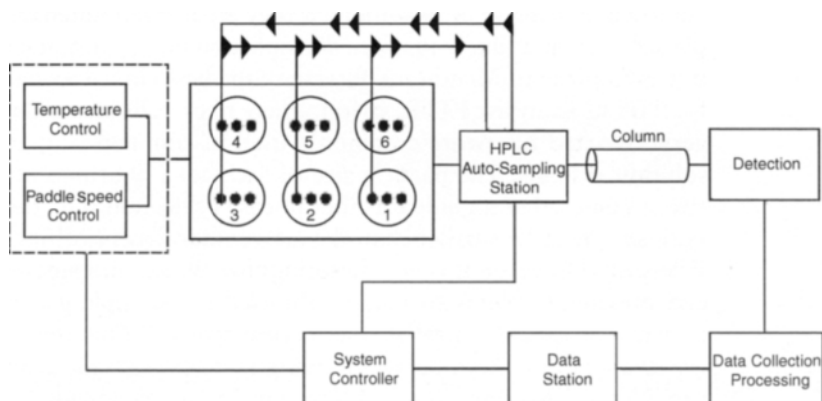 Temperature
Control
Paddle speed
Control
4
5
6
3
2
1
HPLC
Auto-Sampling
Station
Column
Detection
System
Controller
Data
Station
Data Collection
Processing